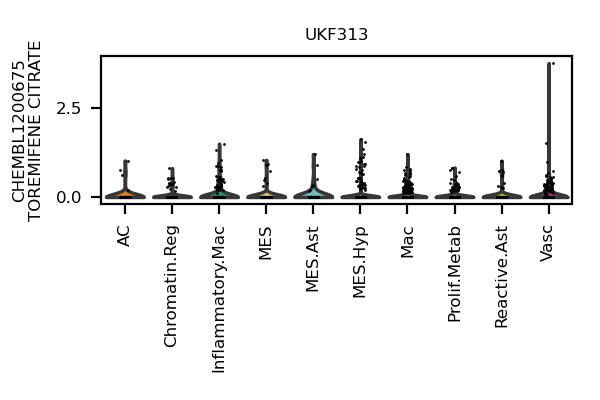 UKF313
CHEMBL1200675
TOREMIFENE CITRATE
2.5
0.0
AC
Chromatin.Reg
Inflammatory.Mac
MES
MES.Ast
MES.Hyp
Mac
Prolif.Metab
Reactive.Ast
Vasc